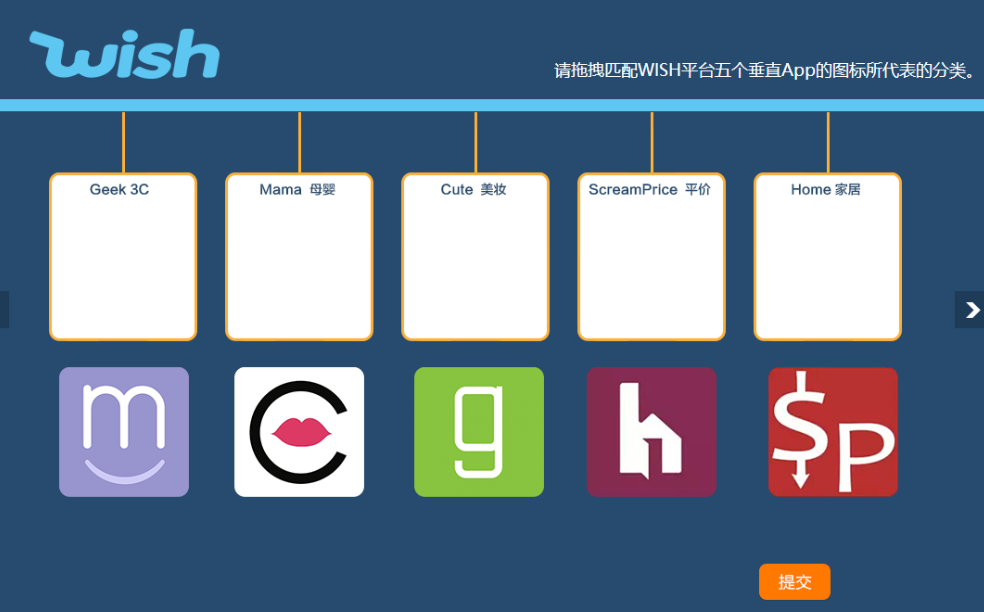 wish
请拖拽匹配WISH平台五个垂直App的图标所代表的分类。
Geek 3C
Mama 母婴
Cute 美妆
ScreamPrice 平价
Home 家居
m
C
g
h
$P
提交